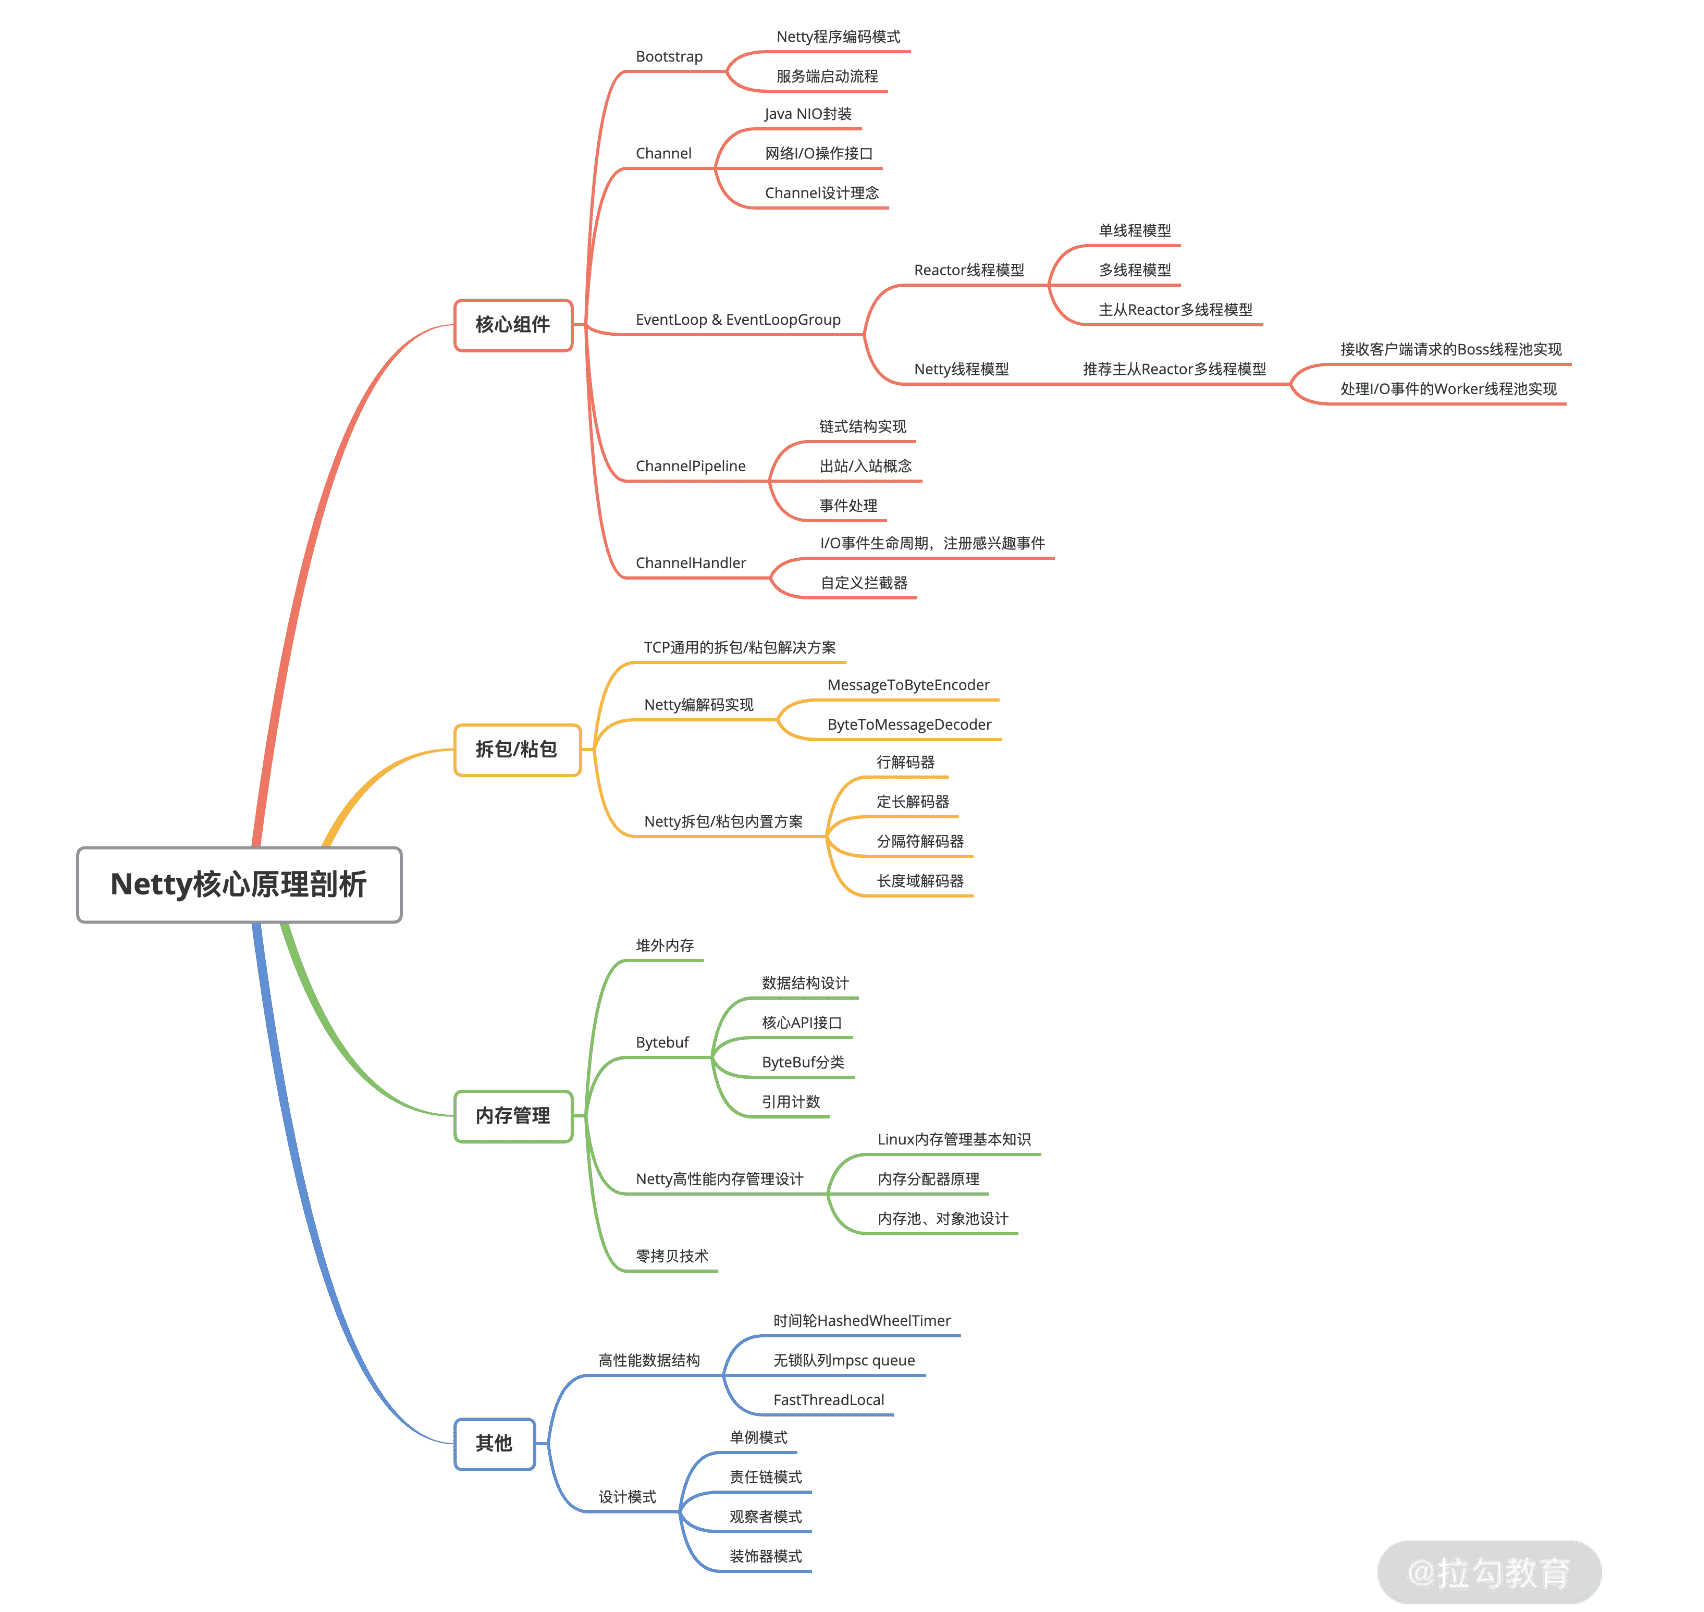 Netty核心原理剖析
核心组件
Bootstrap
Netty程序编码模式
服务端启动流程
Channel
Java NIO封装
网络I/O操作接口
Channel设计理念
EventLoop & EventLoopGroup
Reactor线程模型
单线程模型
多线程模型
主从Reactor多线程模型
Netty线程模型
推荐主从Reactor多线程模型
接收客户端请求的Boss线程池实现
处理I/O事件的Worker线程池实现
ChannelPipeline
链式结构实现
出站/入站概念
事件处理
ChannelHandler
I/O事件生命周期，注册感兴趣事件
自定义拦截器
拆包/粘包
TCP通用的拆包/粘包解决方案
Netty编解码实现
MessageToByteEncoder
ByteToMessageDecoder
Netty拆包/粘包内置方案
行解码器
定长解码器
分隔符解码器
长度域解码器
内存管理
堆外内存
Bytebuf
数据结构设计
核心API接口
ByteBuf分类
引用计数
Netty高性能内存管理设计
Linux内存管理基本知识
内存分配器原理
内存池、对象池设计
零拷贝技术
其他
高性能数据结构
时间轮HashedWheelTimer
无锁队列mpsc queue
FastThreadLocal
设计模式
单例模式
责任链模式
观察者模式
装饰器模式
@拉勾教育